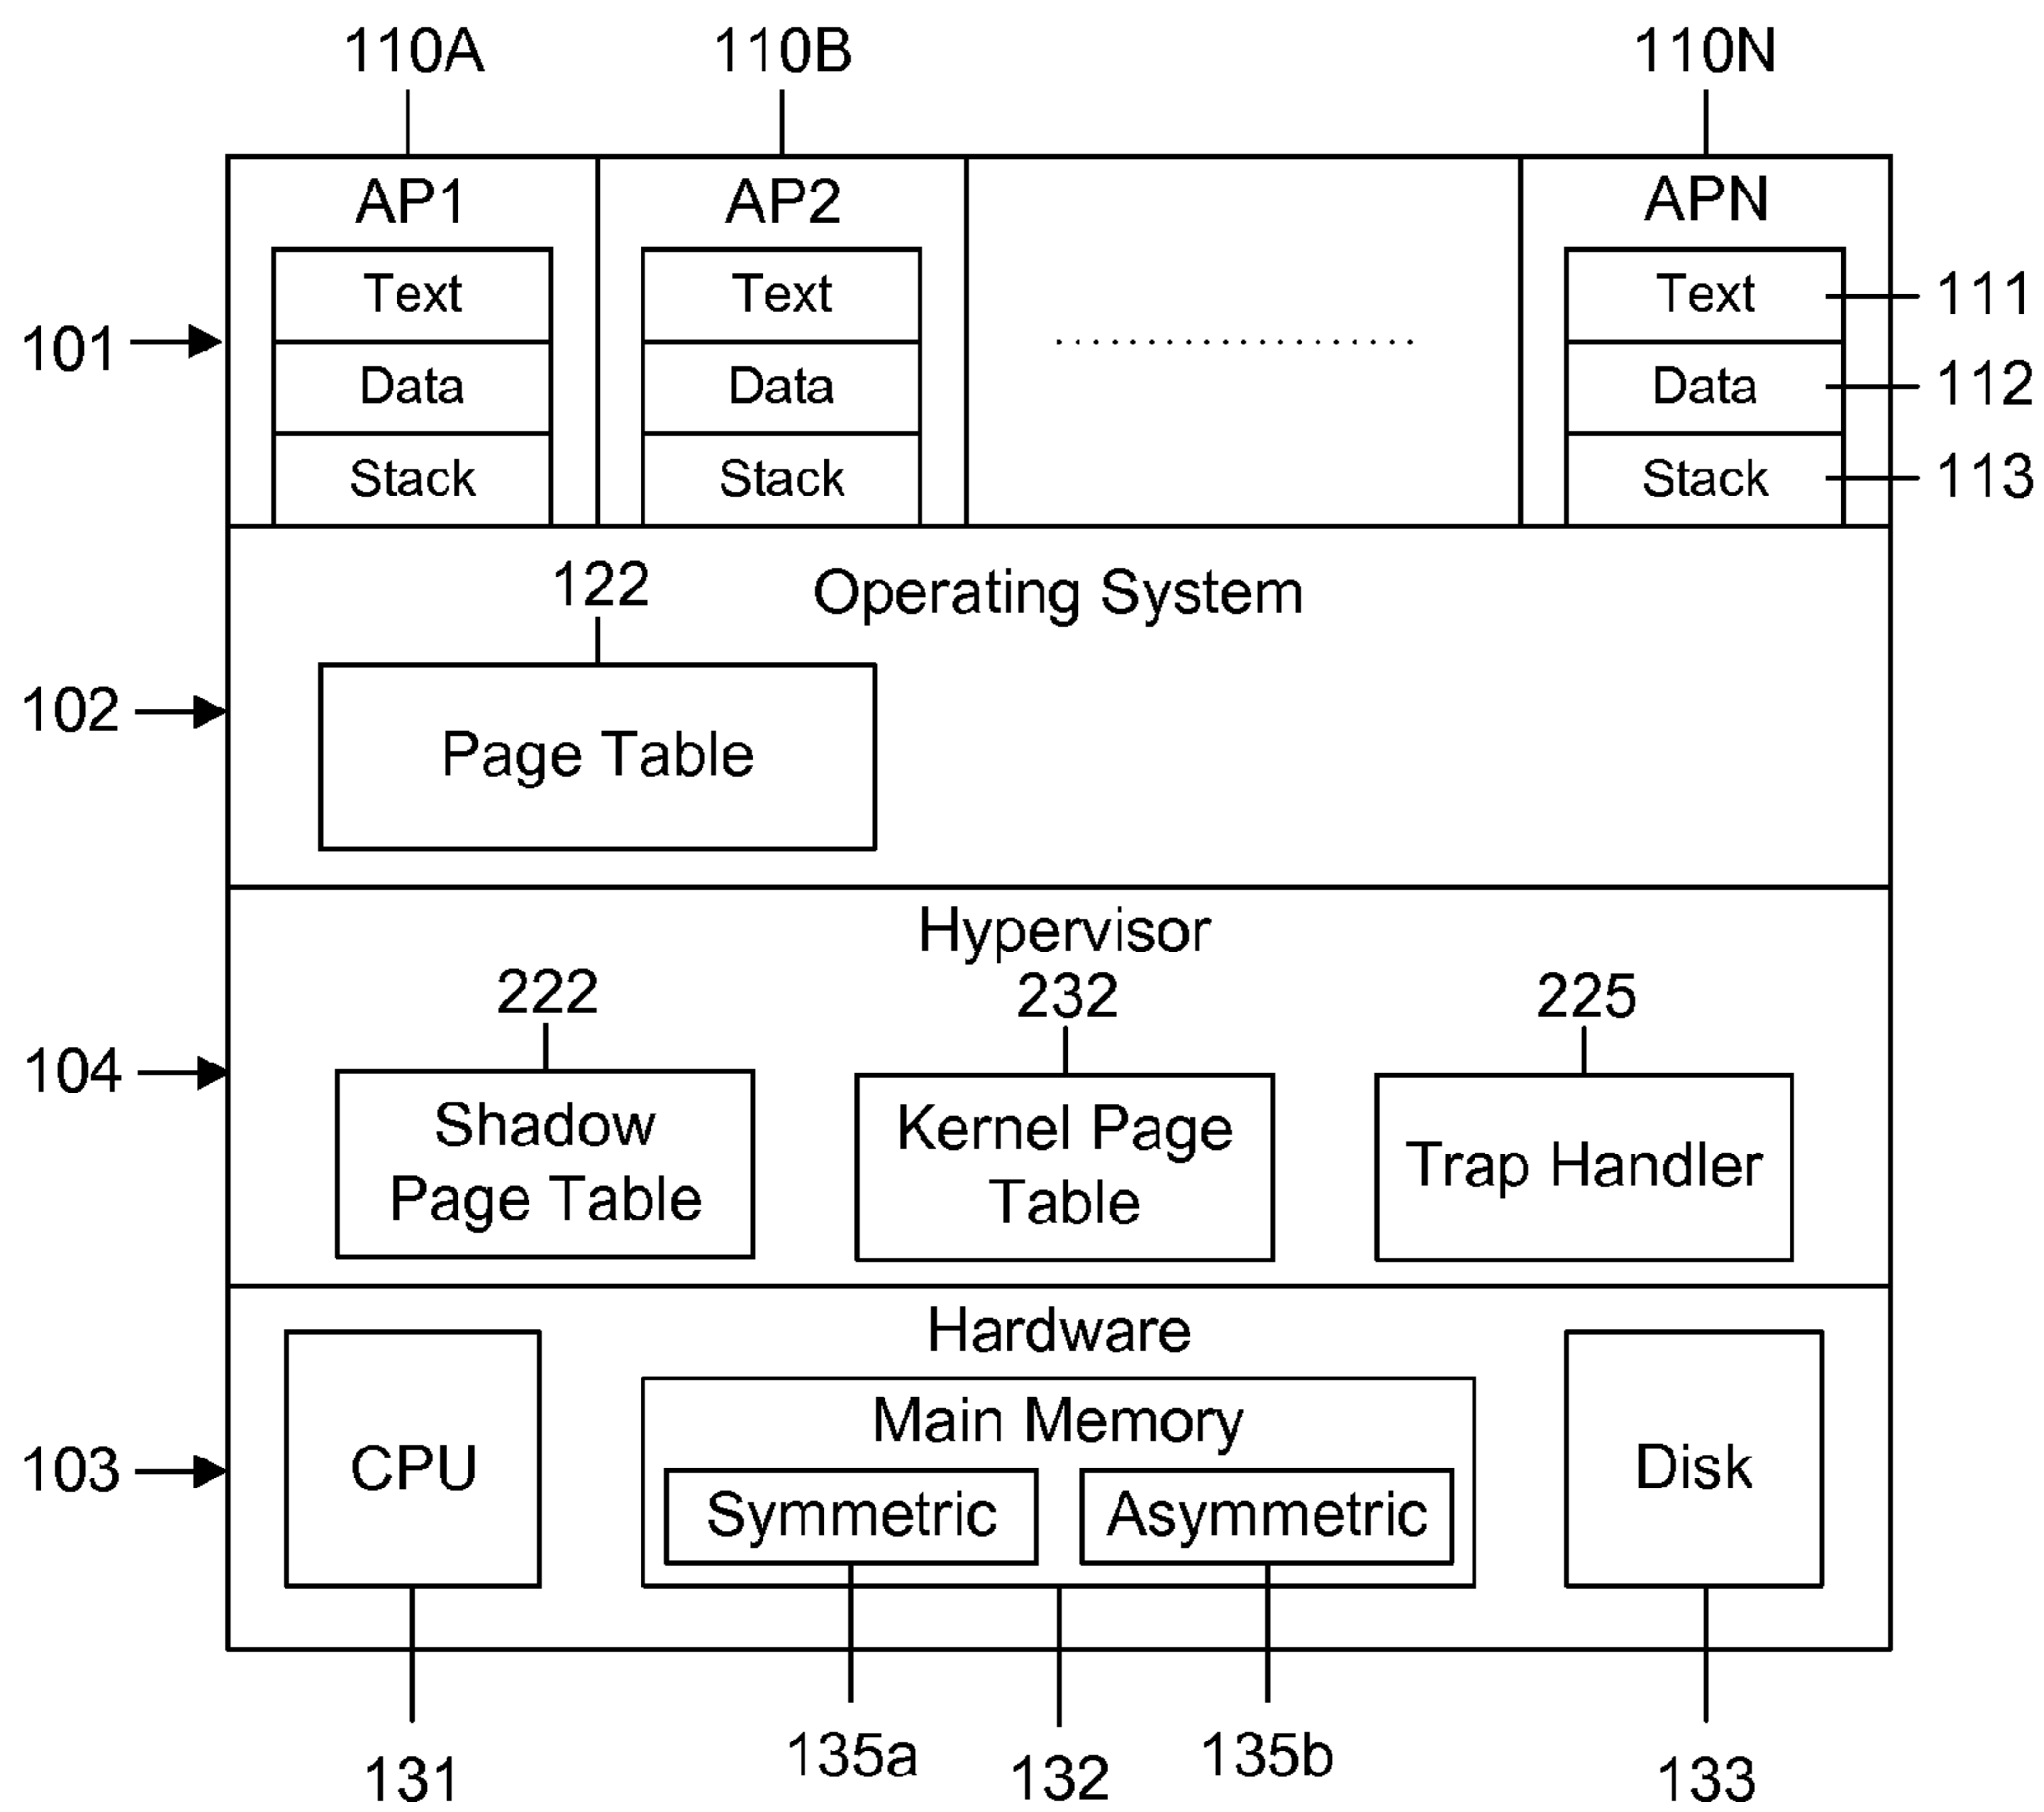 110A 110B 110N
AP1 AP2 APN
Text Text Text 111
101
Data Data Data 112
Stack Stack Stack 113
122
Operating System
102
Page Table
Hypervisor
222 232 225
104
Shadow
Page Table
Kernel Page
Table
Trap Handler
Hardware
Main Memory
103
CPU
Symmetric Asymmetric
Disk
131 135a 132 135b 133